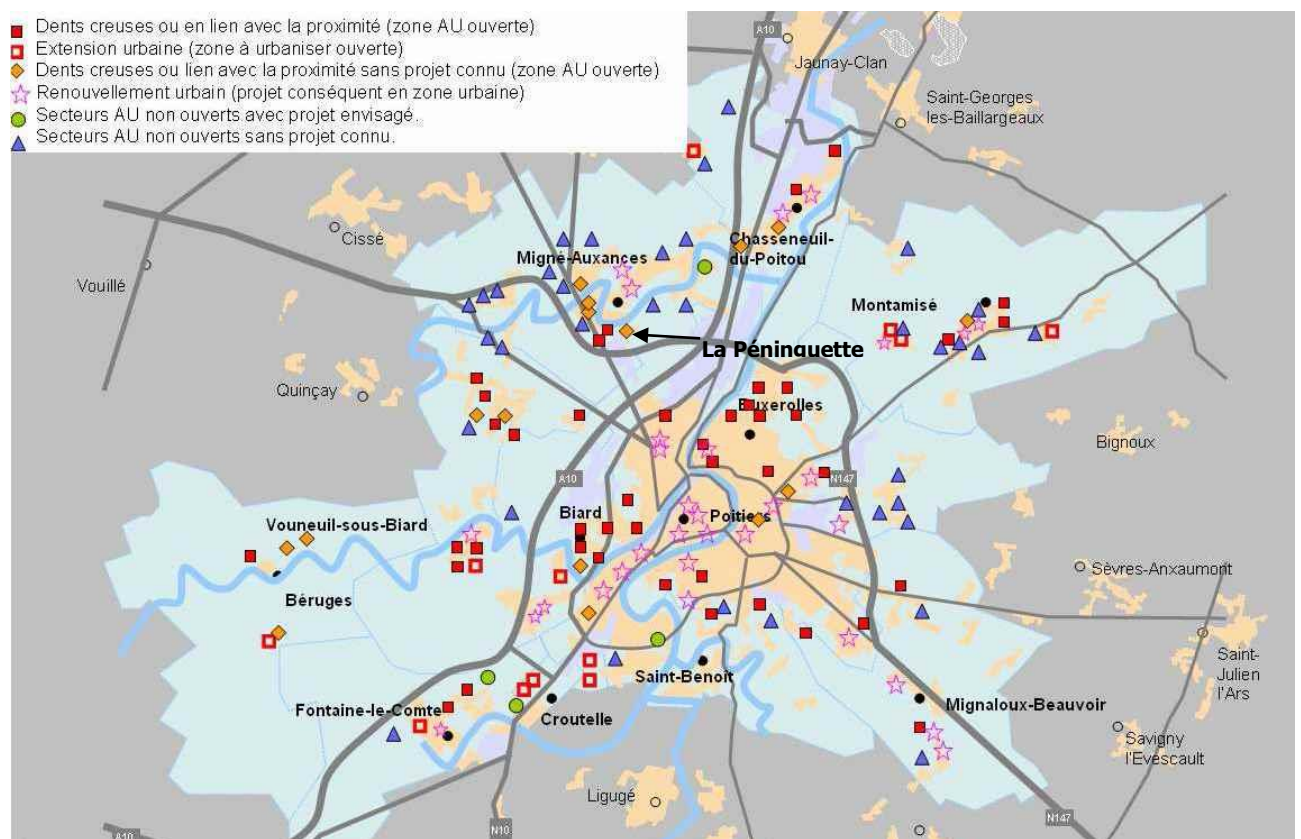 Dents creuses ou en lien avec la proximité (zone AU ouverte)
Extension urbaine (zone à urbaniser ouverte)
Dents creuses ou lien avec la proximité sans projet connu (zone AU ouverte)
Renouvellement urbain (projet conséquent en zone urbaine)
Secteurs AU non ouverts avec projet envisagé.
Secteurs AU non ouverts sans projet connu.
A10
Jaunay-Clan
Saint-Georges
les-Baillargeaux
Cissé
Vouillé
Migné-Auxances
Chasseneuil-
du-Poitou
Montamisé
La Péninguette
Quinçay
Buxerolles
Bignoux
A10
N147
Biard
Poitiers
Vouneuil-sous-Biard
Béruges
Sèvres-Anxaumont
Saint-Benoît
Saint-
Julien
l'Ars
Fontaine-le-Comte
Croutelle
Mignaloux-Beauvoir
Savigny
l'Evescault
Ligugé
N10
N147
A10